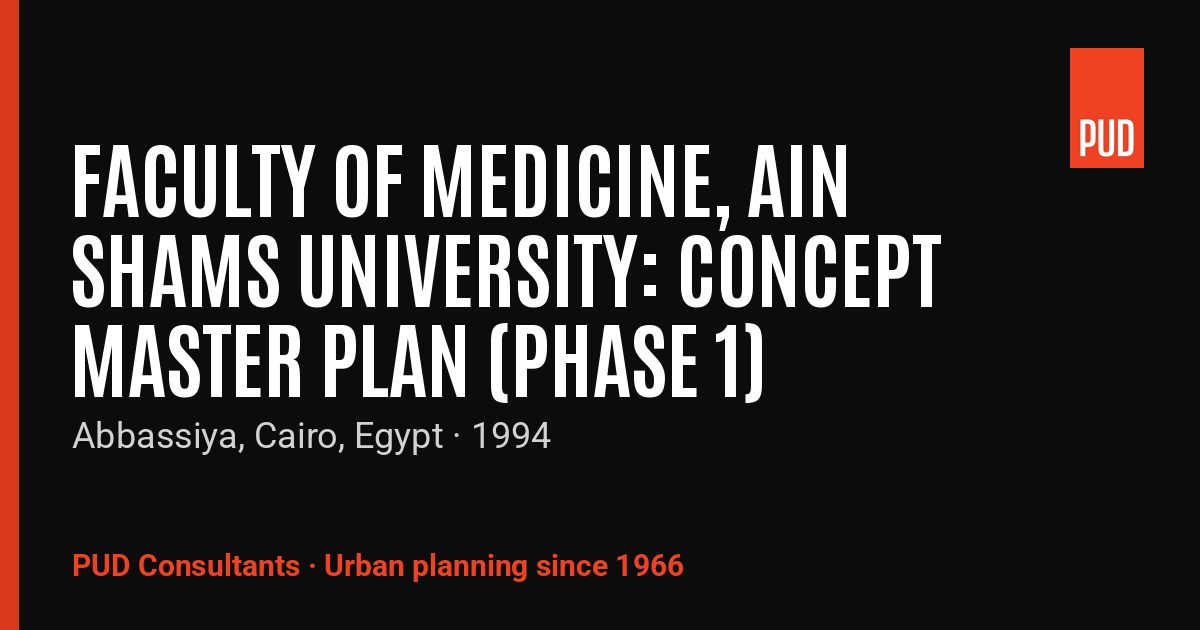 PUD
FACULTY OF MEDICINE, AIN
SHAMS UNIVERSITY: CONCEPT
MASTER PLAN (PHASE 1)
Abbassiya, Cairo, Egypt · 1994
PUD Consultants · Urban planning since 1966